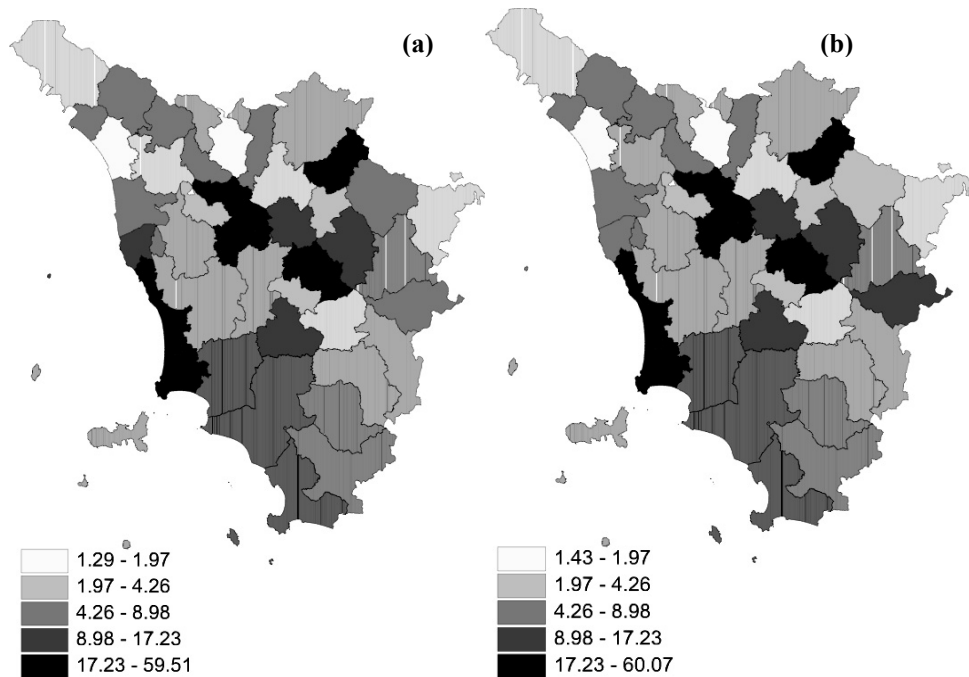 (a)
1.29 - 1.97
1.97 - 4.26
4.26 - 8.98
8.98 - 17.23
17.23 - 59.51
(b)
1.43 - 1.97
1.97 - 4.26
4.26 - 8.98
8.98 - 17.23
17.23 - 60.07